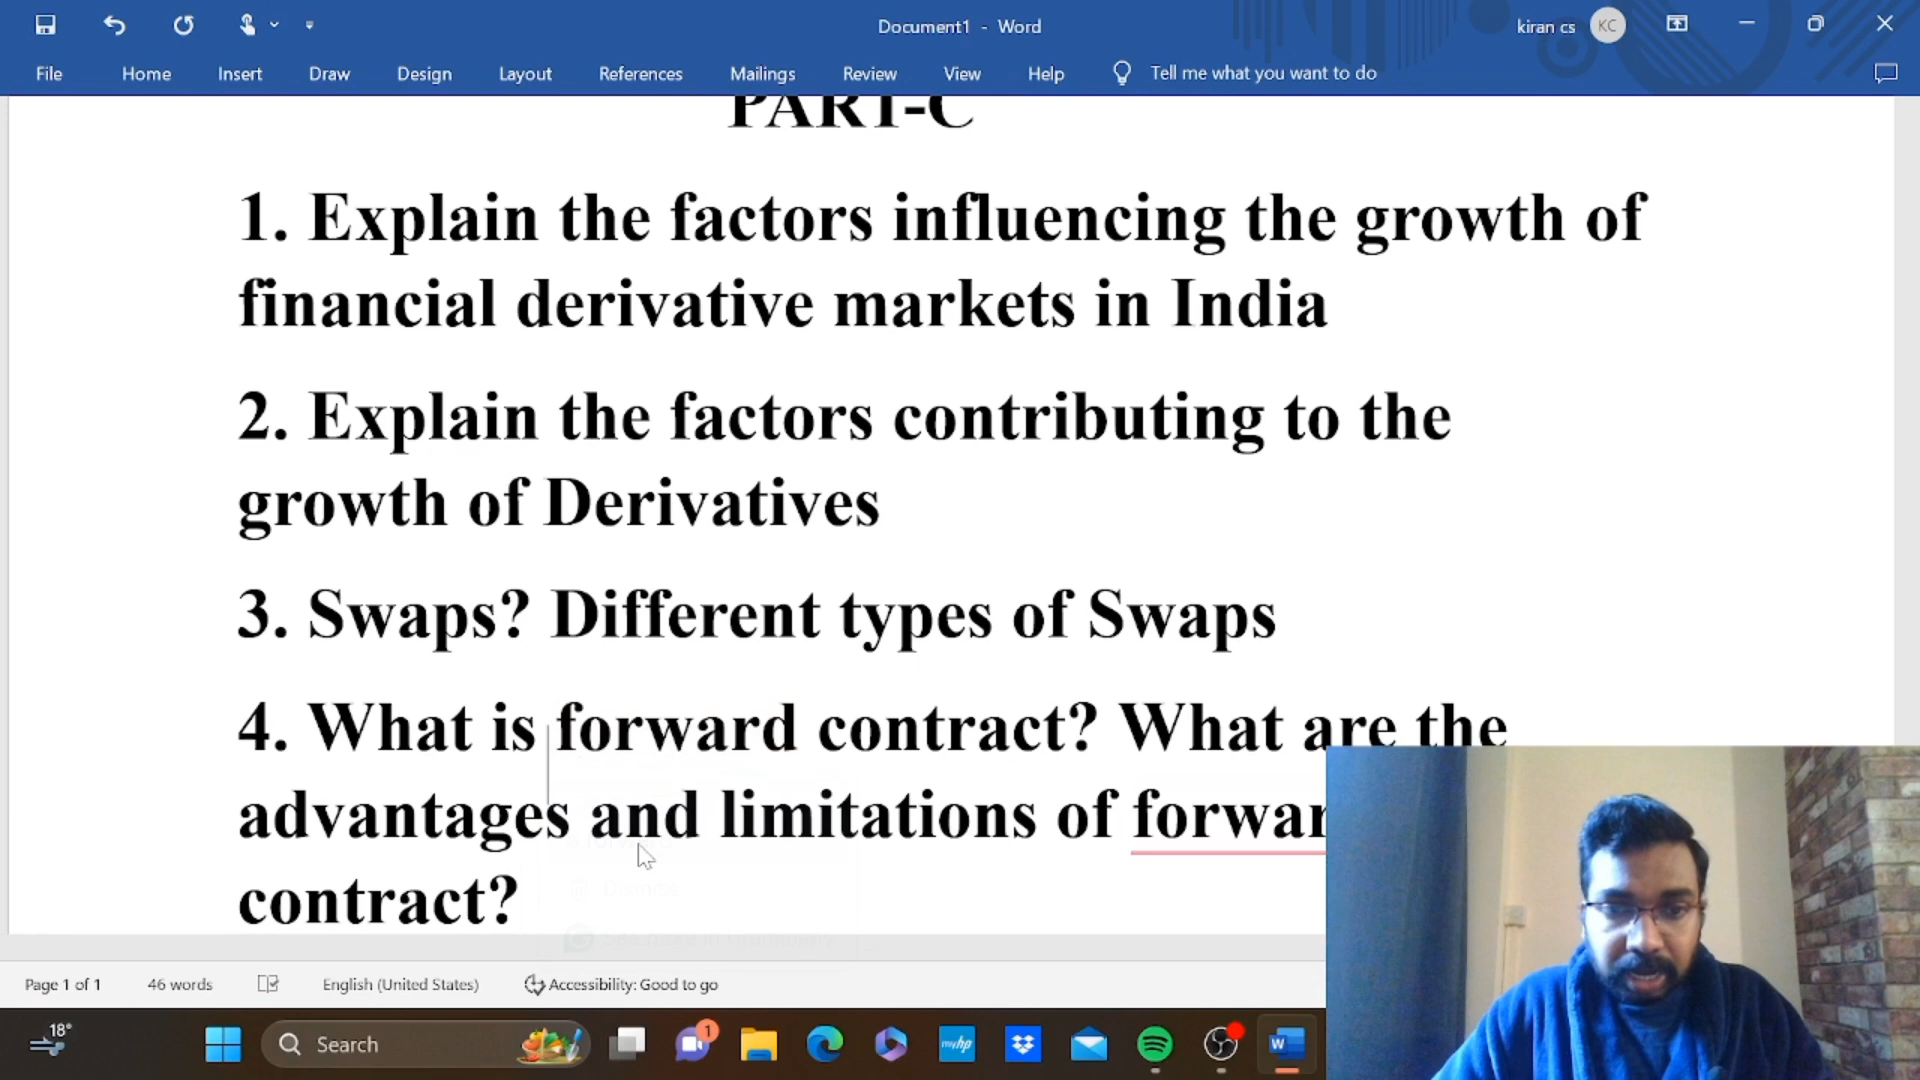 Document1 - Word
kiran cs
KC
File Home Insert Draw Design Layout References Mailings Review View Help Tell me what you want to do
PART-C
1. Explain the factors influencing the growth of
financial derivative markets in India
2. Explain the factors contributing to the
growth of Derivatives
3. Swaps? Different types of Swaps
4. What is forward contract? What are the
advantages and limitations of forwar
contract?
Page 1 of 1 46 words English (United States) Accessibility: Good to go
18°
Search
1
myhp
W